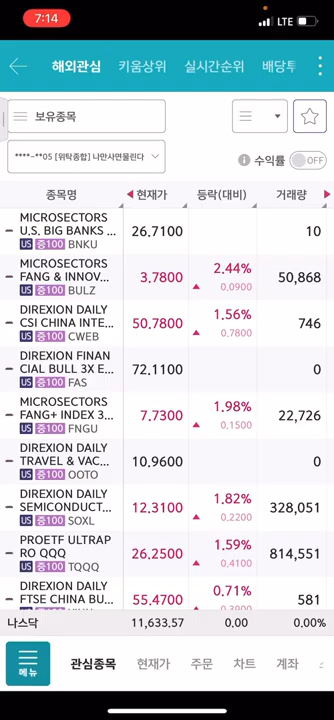 7:14
LTE
해외관심 키움상위 실시간순위 배당투
보유종목
****-**05 [위탁종합] 나만사면물린다
수익률 OFF
종목명 현재가 등락(대비) 거래량
MICROSECTORS
U.S. BIG BANKS ... 26.7100 10
US 증100 BNKU
MICROSECTORS 2.44%
FANG & INNOV... 3.7800 50,868
US 증100 BULZ 0.0900
DIREXION DAILY 1.56%
CSI CHINA INTE... 50.7800 746
US 증100 CWEB 0.7800
DIREXION FINAN
CIAL BULL 3X E... 72.1100 0
US 증100 FAS
MICROSECTORS 1.98%
FANG+ INDEX 3... 7.7300 22,726
US 증100 FNGU 0.1500
DIREXION DAILY
TRAVEL & VAC... 10.9600 0
US 증100 OOTO
DIREXION DAILY 1.82%
SEMICONDUCT... 12.3100 328,051
US 증100 SOXL 0.2200
PROETF ULTRAP 1.59%
RO QQQ 26.2500 814,551
US 증100 TQQQ 0.4100
DIREXION DAILY 0.71%
FTSE CHINA BU... 55.4700 581
나스닥 11,633.57 0.00 0.00%
메뉴
관심종목 현재가 주문 차트 계좌